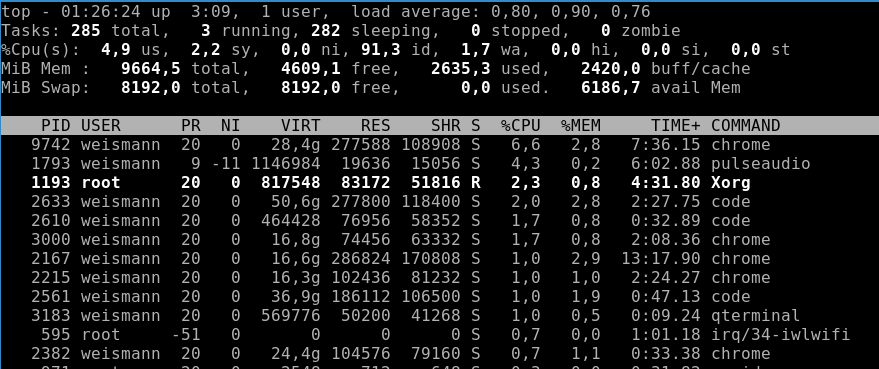 top - 01:26:24 up  3:09,  1 user,  load average: 0,80, 0,90, 0,76
Tasks: 285 total,   3 running, 282 sleeping,   0 stopped,   0 zombie
%Cpu(s):  4,9 us,  2,2 sy,  0,0 ni, 91,3 id,  1,7 wa,  0,0 hi,  0,0 si,  0,0 st
MiB Mem :   9664,5 total,   4609,1 free,   2635,3 used,   2420,0 buff/cache
MiB Swap:   8192,0 total,   8192,0 free,      0,0 used.   6186,7 avail Mem
PID USER      PR  NI    VIRT    RES    SHR S  %CPU  %MEM     TIME+ COMMAND
9742 weismann  20   0   28,4g 277588 108908 S   6,6   2,8   7:36.15 chrome
1793 weismann   9 -11 1146984  19636  15056 S   4,3   0,2   6:02.88 pulseaudio
1193 root      20   0  817548  83172  51816 R   2,3   0,8   4:31.80 Xorg
2633 weismann  20   0   50,6g 277800 118400 S   2,0   2,8   2:27.75 code
2610 weismann  20   0  464428  76956  58352 S   1,7   0,8   0:32.89 code
3000 weismann  20   0   16,8g  74456  63332 S   1,7   0,8   2:08.36 chrome
2167 weismann  20   0   16,6g 286824 170808 S   1,0   2,9  13:17.90 chrome
2215 weismann  20   0   16,3g 102436  81232 S   1,0   1,0   2:24.27 chrome
2561 weismann  20   0   36,9g 186112 106500 S   1,0   1,9   0:47.13 code
3183 weismann  20   0  569776  50200  41268 S   1,0   0,5   0:09.24 qterminal
595 root     -51   0       0      0      0 S   0,7   0,0   1:01.18 irq/34-iwlwifi
2382 weismann  20   0   24,4g 104576  79160 S   0,7   1,1   0:33.38 chrome